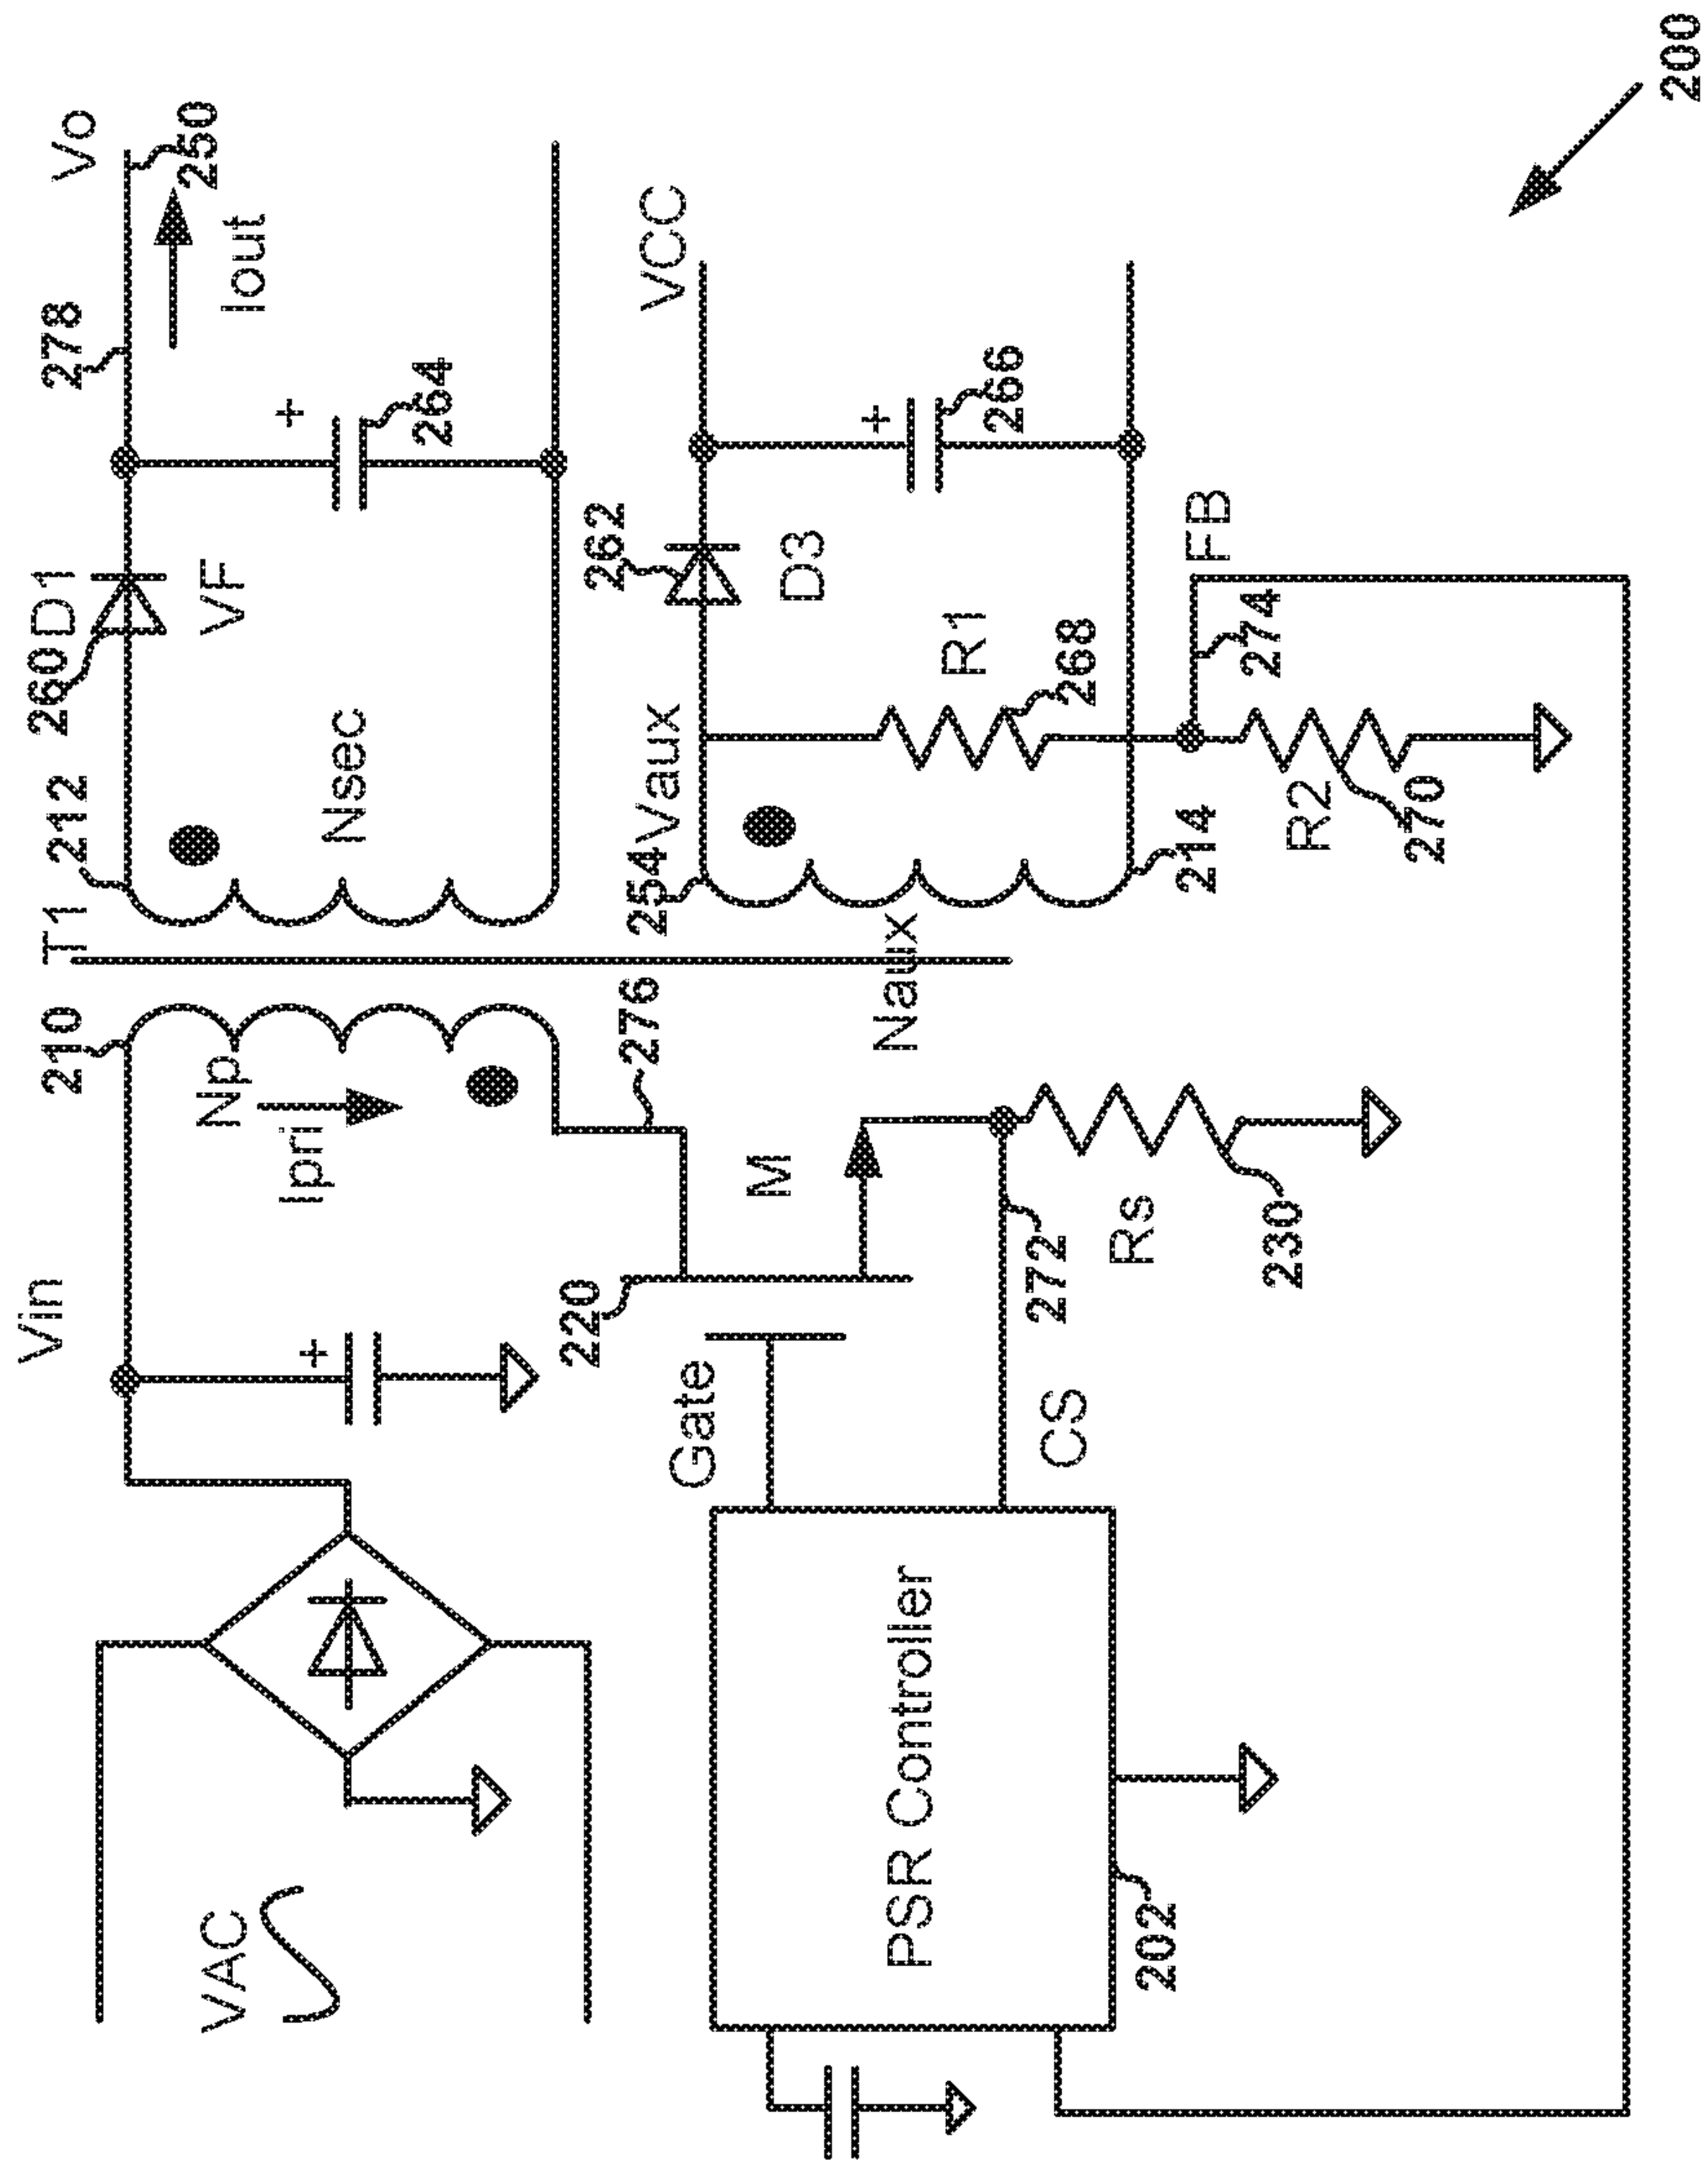 VAC
Vin
210
T1
212
260
D1
278
Vo
250
Np
Ipri
Nsec
VF
Iout
264
+
+
220
276
254
Vaux
262
VCC
Gate
M
Naux
R1
D3
+
266
268
PSR Controller
CS
272
Rs
230
214
FB
274
R2
270
202
200